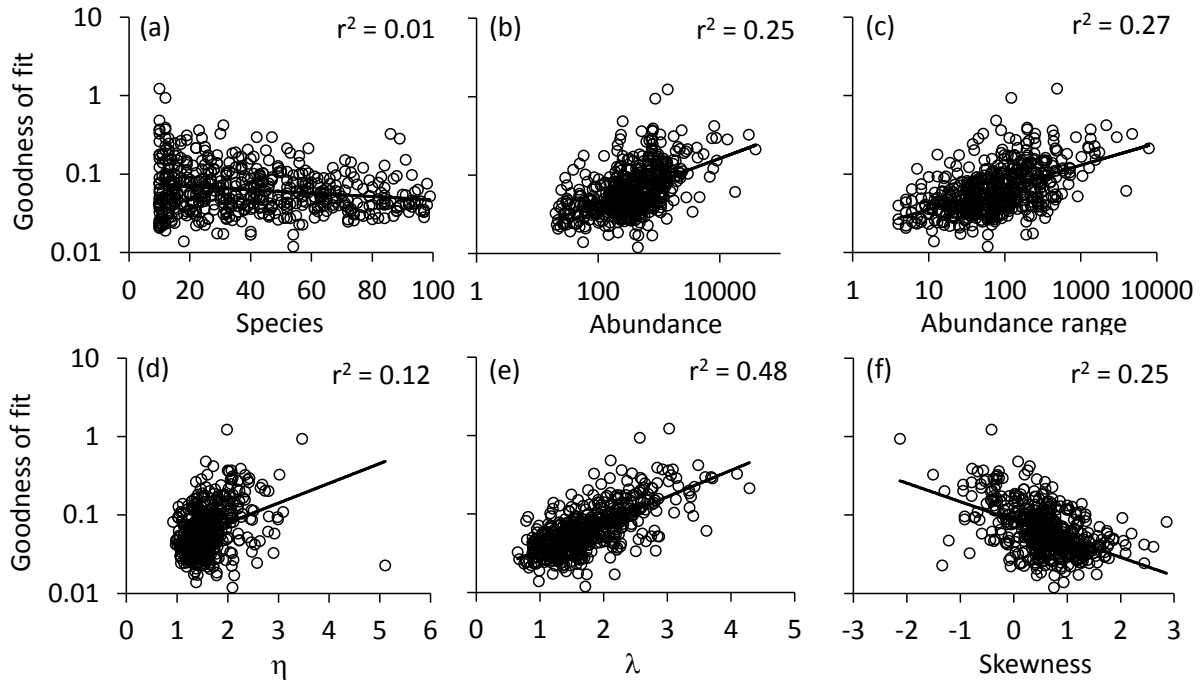 (a)
r² = 0.01
Goodness of fit
10
1
0.1
0.01
0 20 40 60 80 100
Species
(b)
r² = 0.25
1 100 10000
Abundance
(c)
r² = 0.27
1 10 100 1000 10000
Abundance range
(d)
r² = 0.12
Goodness of fit
10
1
0.1
0.01
0 1 2 3 4 5 6
η
(e)
r² = 0.48
0 1 2 3 4 5
λ
(f)
r² = 0.25
-3 -2 -1 0 1 2 3
Skewness